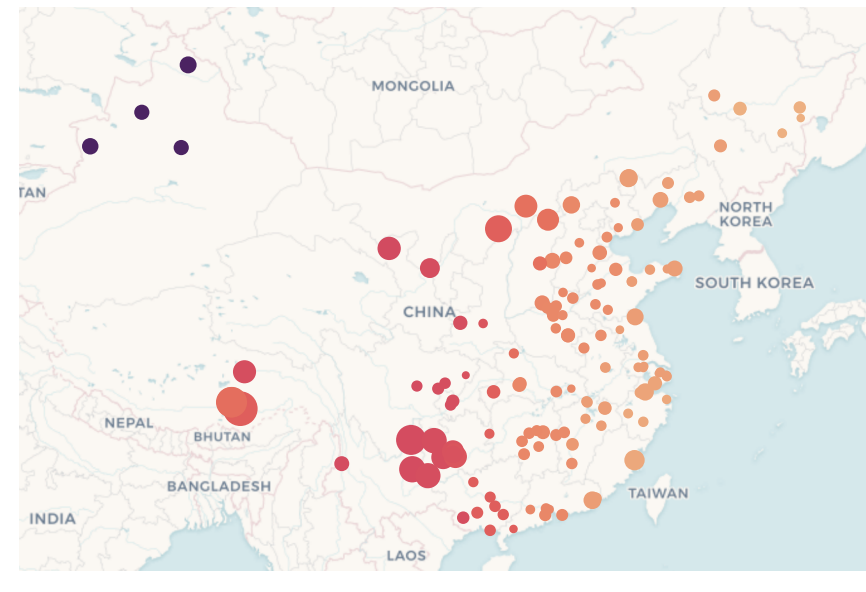 MONGOLIA
TAN
NORTH
KOREA
SOUTH KOREA
CHINA
NEPAL
BHUTAN
BANGLADESH
TAIWAN
INDIA
LAOS